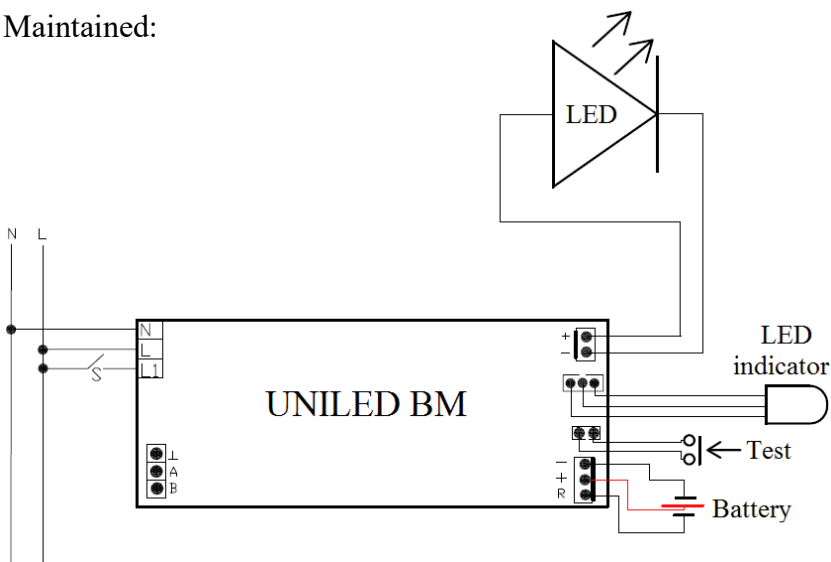 Maintained:
LED
N L
N
L
S
L1
UNILED BM
+
-
LED
indicator
Test
⊥
A
B
-
+
R
Battery